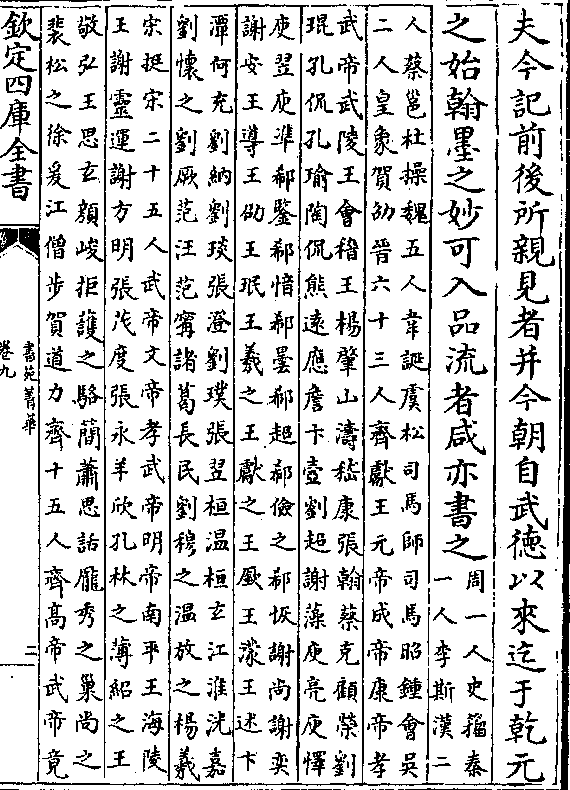 夫今記前後所親見者并今朝自武徳以來迄于乾元
之始翰墨之妙可入品流者咸亦書之
周一人史籀秦
一人李斯漢二
人蔡邕杜操魏五人韋誕虞松司馬師司馬昭鍾會吳
二人皇象賀劭晉六十三人齊獻王元帝成帝康帝孝
武帝武陵王會稽王楊肇山濤嵇康張翰蔡克顧榮劉
琨孔侃孔瑜陶侃熊遠應詹卞壼劉超謝藻庾亮庾懌
庾翌庾準郗鑒郗愔郗曇郗超郗儉之郗恢謝尚謝奕
謝安王導王劭王珉王羲之王獻之王廞王濛王述卞
潭何充劉納劉琰張澄劉璞張翌桓温桓玄江淮沈嘉
劉懷之劉厥范汪范甯諸葛長民劉穆之温放之楊羲
宋挺宋二十五人武帝文帝孝武帝明帝南平王海陵
王謝靈運謝方明張茂度張永羊欣孔林之薄紹之王
敬弘王思玄顔峻拒護之駱蕳蕭思話龎秀之巢尚之
裴松之徐爰江僧步賀道力齊十五人齊髙帝武帝竟
欽定四庫全書
書苑菁華
卷九
二